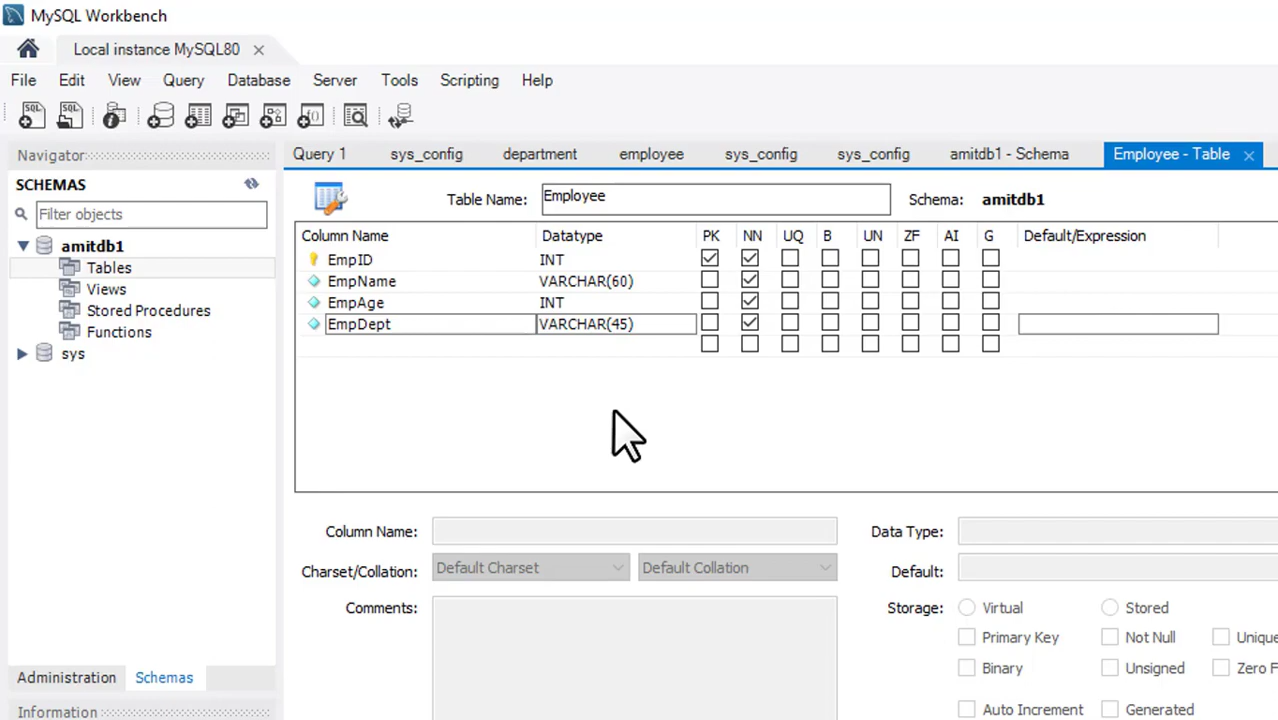 MySQL Workbench
Local instance MySQL80
File Edit View Query Database Server Tools Scripting Help
SQL SQL
Navigator
Query 1 sys_config department employee sys_config sys_config amitdb1 - Schema Employee - Table
SCHEMAS
Filter objects
amitdb1
Tables
Views
Stored Procedures
Functions
sys
Table Name: Employee Schema: amitdb1
Column Name Datatype PK NN UQ B UN ZF AI G Default/Expression
EmpID INT
EmpName VARCHAR(60)
EmpAge INT
EmpDept VARCHAR(45)
Column Name: Data Type:
Charset/Collation: Default Charset Default Collation Default:
Comments: Storage: Virtual Stored
Primary Key Not Null Unique
Binary Unsigned Zero F
Auto Increment Generated
Administration Schemas
Information